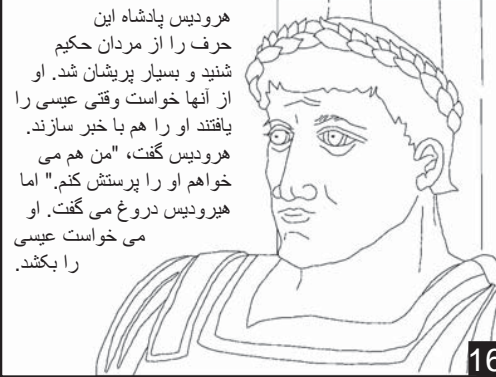 هرودیس پادشاه این
حرف را از مردان حکیم
شنید و بسیار پریشان شد. او
از آنها خواست وقتی عیسی را
یافتند او را هم با خبر سازند.
هرودیس گفت، "من هم می
خواهم او را پرستش کنم." اما
هیرودیس دروغ می گفت. او
می خواست عیسی
را بکشد.
16